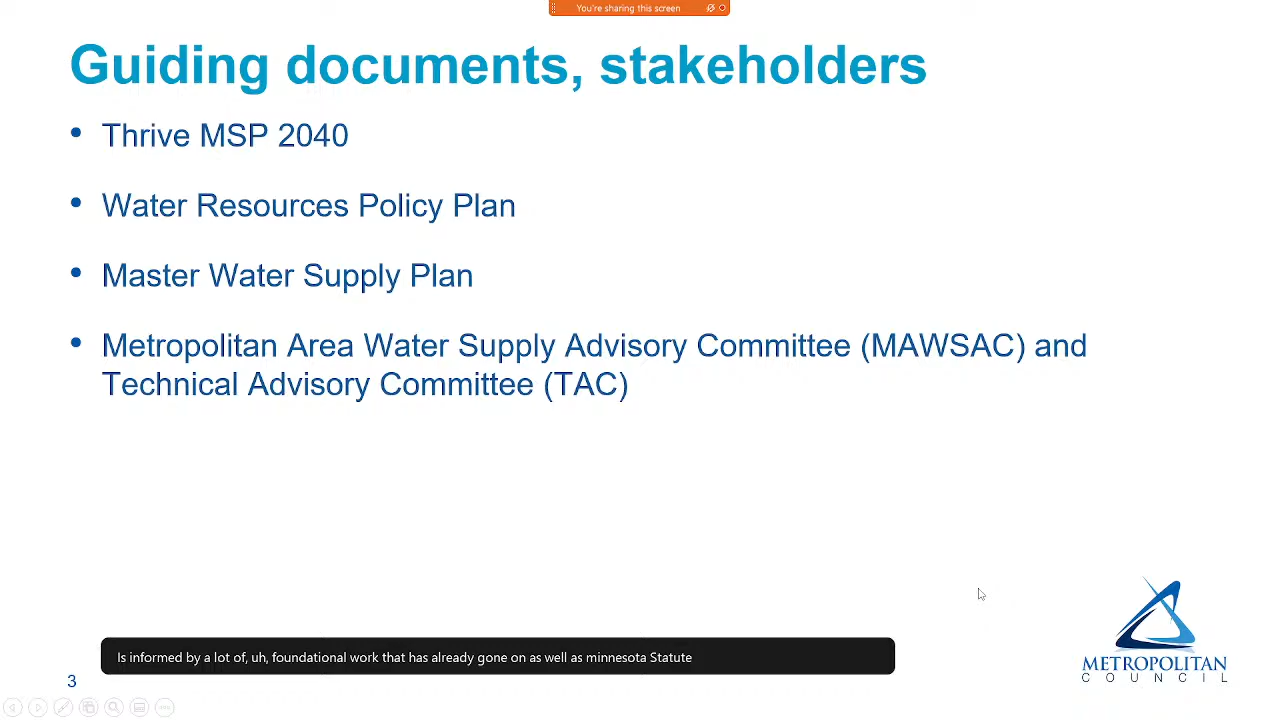 You're sharing this screen
Guiding documents, stakeholders
• Thrive MSP 2040
• Water Resources Policy Plan
• Master Water Supply Plan
• Metropolitan Area Water Supply Advisory Committee (MAWSAC) and
Technical Advisory Committee (TAC)
Is informed by a lot of, uh, foundational work that has already gone on as well as minnesota Statute
METROPOLITAN
COUNCIL
3